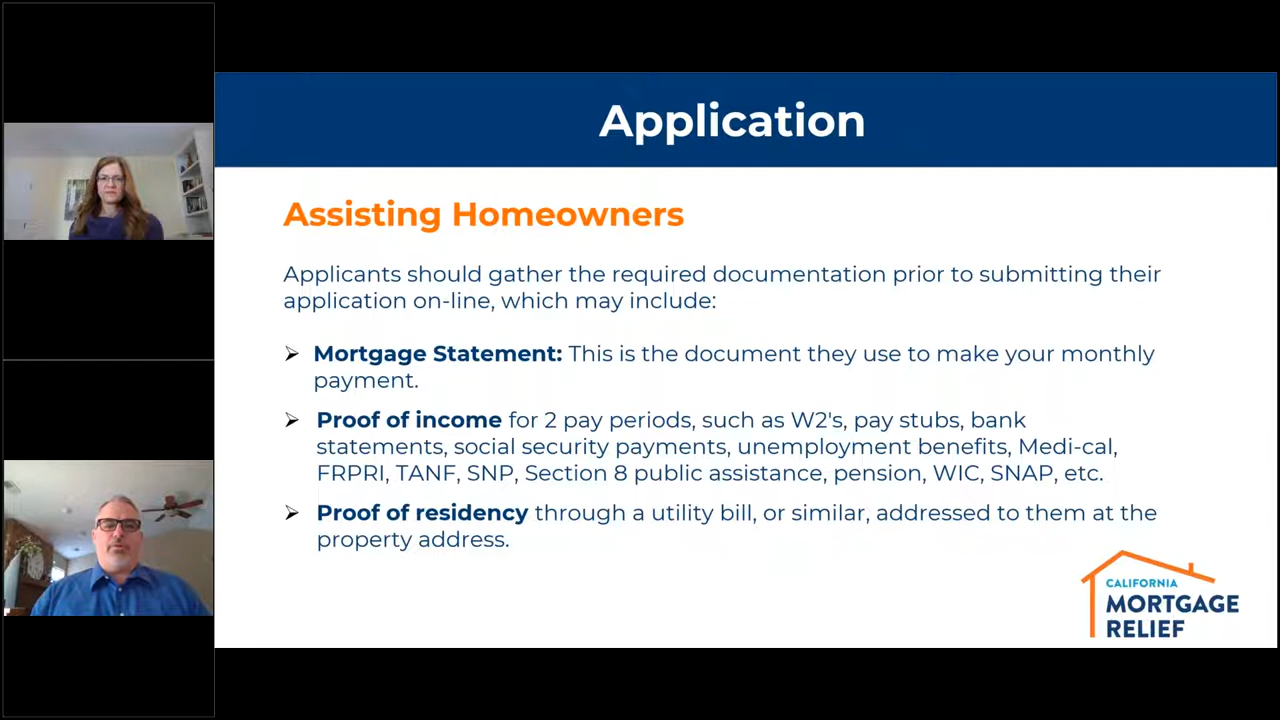 Application
Assisting Homeowners
Applicants should gather the required documentation prior to submitting their
application on-line, which may include:
➢ Mortgage Statement: This is the document they use to make your monthly
payment.
➢ Proof of income for 2 pay periods, such as W2's, pay stubs, bank
statements, social security payments, unemployment benefits, Medi-cal,
FRPRI, TANF, SNP, Section 8 public assistance, pension, WIC, SNAP, etc.
➢ Proof of residency through a utility bill, or similar, addressed to them at the
property address.
CALIFORNIA
MORTGAGE
RELIEF